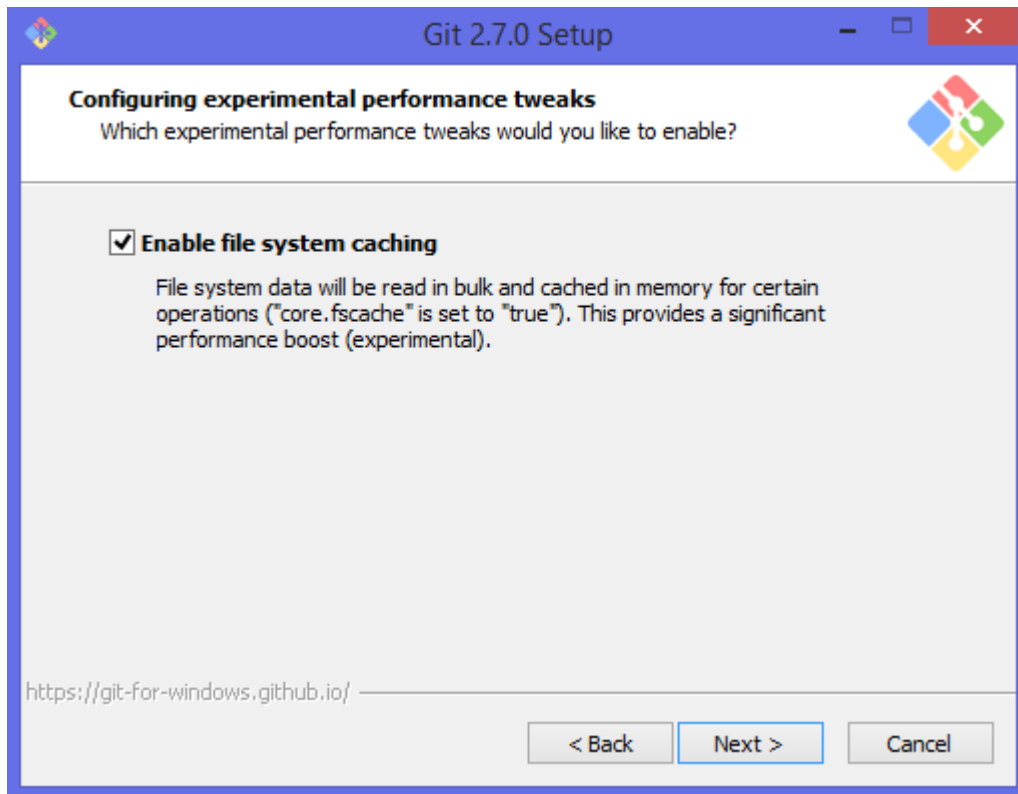 Git 2.7.0 Setup
Configuring experimental performance tweaks
Which experimental performance tweaks would you like to enable?
Enable file system caching
File system data will be read in bulk and cached in memory for certain
operations ("core.fscache" is set to "true"). This provides a significant
performance boost (experimental).
https://git-for-windows.github.io/
< Back
Next >
Cancel